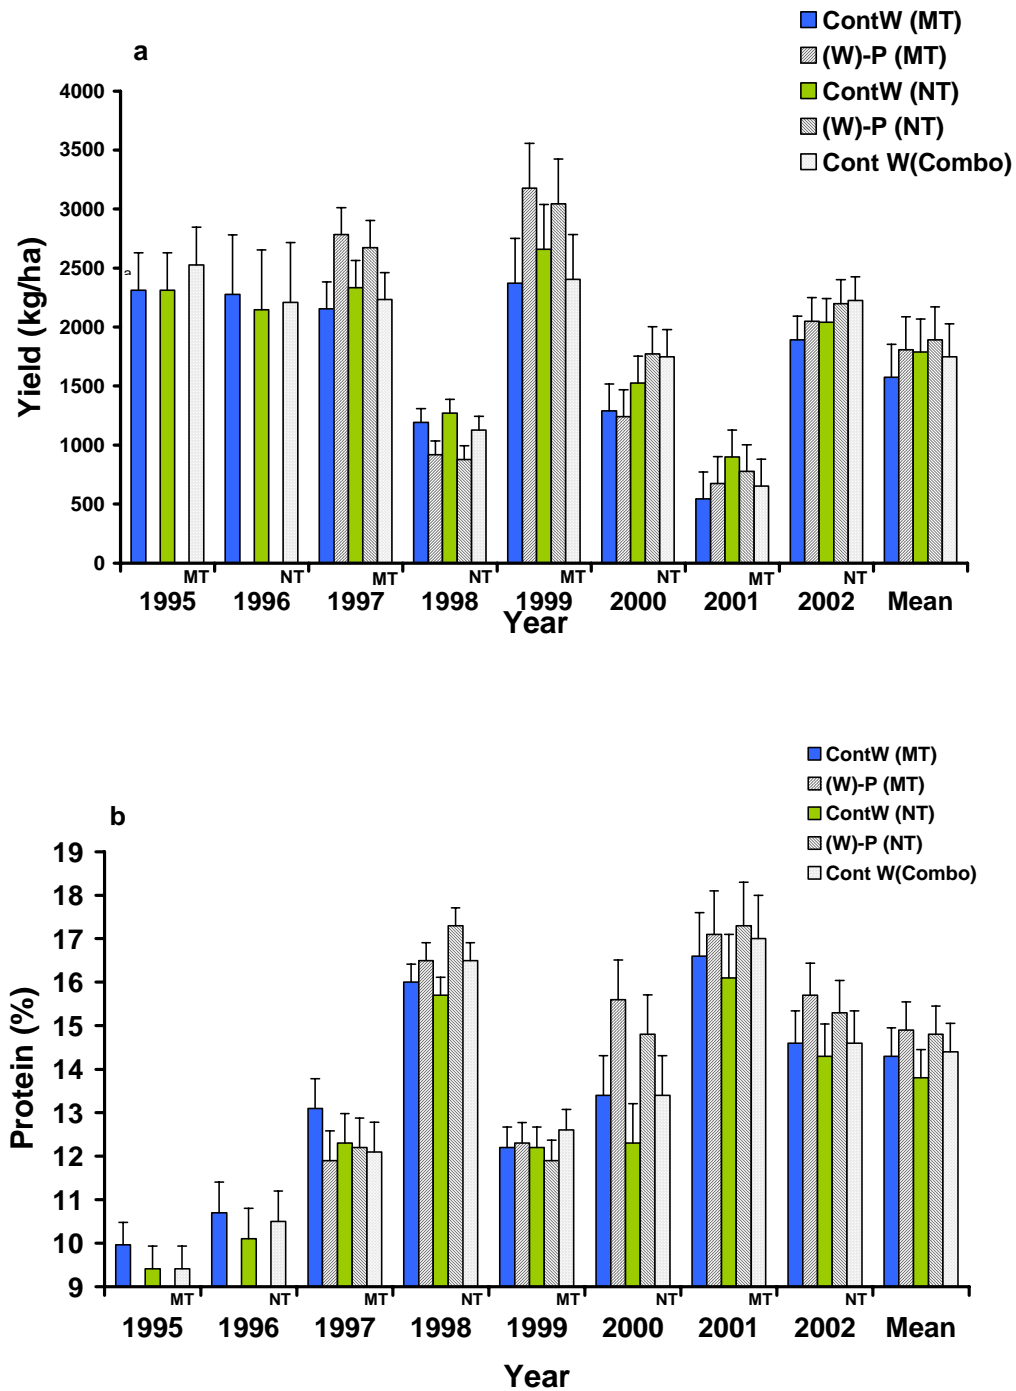 ContW (MT)
(W)-P (MT)
ContW (NT)
(W)-P (NT)
Cont W(Combo)
a
4000
3500
3000
2500
2000
1500
1000
500
0
Yield (kg/ha)
a
MT NT MT NT MT NT MT NT
1995 1996 1997 1998 1999 2000 2001 2002 Mean
Year
ContW (MT)
(W)-P (MT)
ContW (NT)
(W)-P (NT)
Cont W(Combo)
b
19
18
17
16
15
14
13
12
11
10
9
Protein (%)
MT NT MT NT MT NT MT NT
1995 1996 1997 1998 1999 2000 2001 2002 Mean
Year